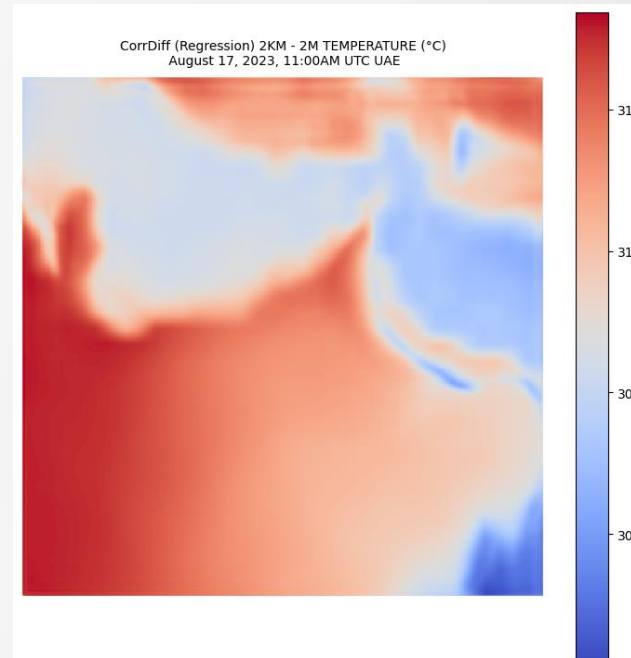 CorrDiff (Regression) 2KM - 2M TEMPERATURE (°C)
August 17, 2023, 11:00AM UTC UAE
31
31
30
30